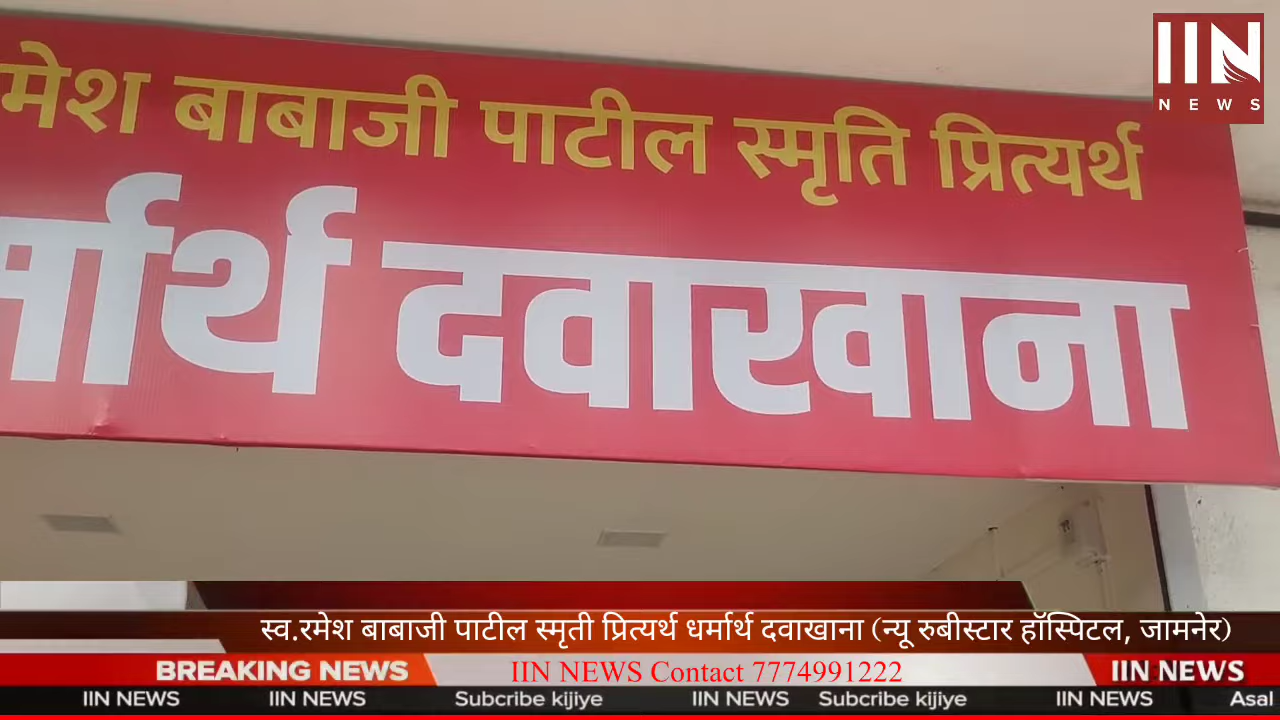 IIN
NEWS
रमेश बाबाजी पाटील स्मृति प्रित्यर्थ
र्मार्थ दवाखाना
स्व.रमेश बाबाजी पाटील स्मृती प्रित्यर्थ धर्मार्थ दवाखाना (न्यू रुबीस्टार हॉस्पिटल, जामनेर)
BREAKING NEWS IIN NEWS Contact 7774991222 IIN NEWS
IIN NEWS IIN NEWS Subcribe kijiye IIN NEWS Subcribe kijiye IIN NEWS Asal